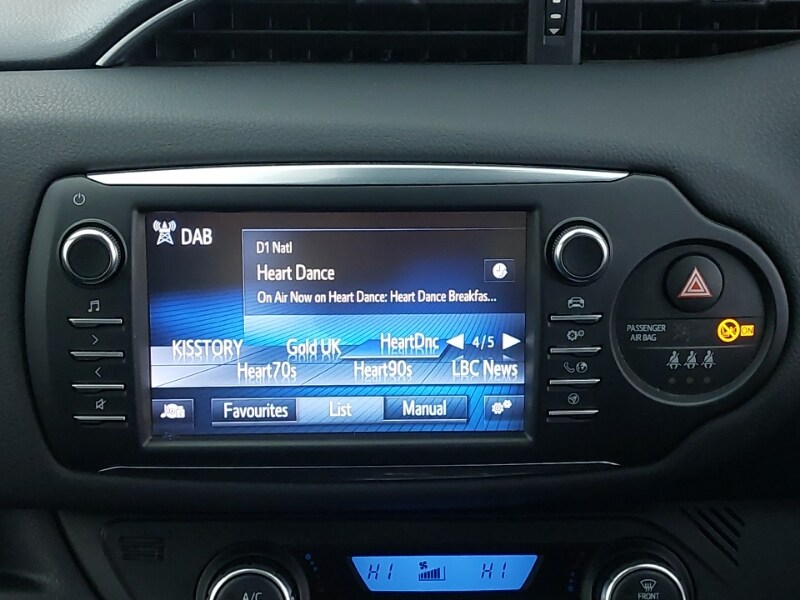 DAB
D1 Natl
Heart Dance
On Air Now on Heart Dance: Heart Dance Breakfas...
KISSTORY Gold UK HeartDnc 4/5
Heart70s Heart90s LBC News
Favourites List Manual
PASSENGER
AIR BAG
ON
HI HI
A/C
FRONT